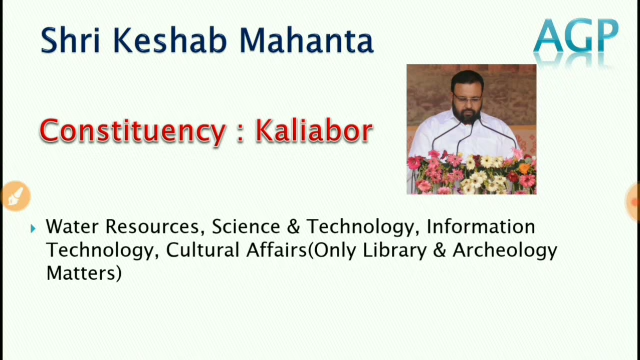 Shri Keshab Mahanta
AGP
Constituency : Kaliabor
Water Resources, Science & Technology, Information
Technology, Cultural Affairs(Only Library & Archeology
Matters)